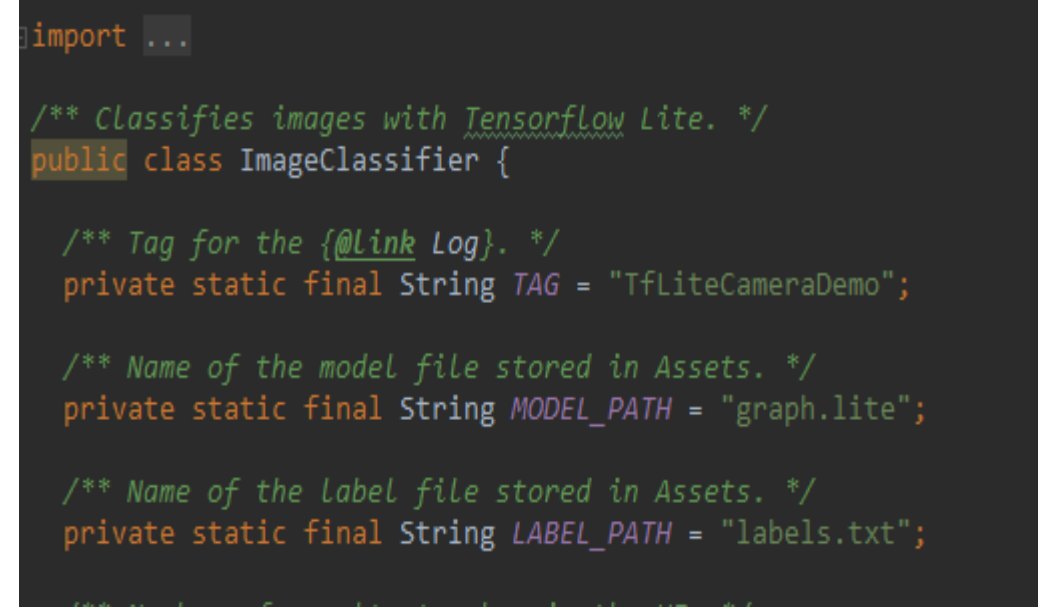 import ...
/** Classifies images with Tensorflow Lite. */
public class ImageClassifier {
/** Tag for the {@link Log}. */
private static final String TAG = "TfLiteCameraDemo";
/** Name of the model file stored in Assets. */
private static final String MODEL_PATH = "graph.lite";
/** Name of the label file stored in Assets. */
private static final String LABEL_PATH = "labels.txt";